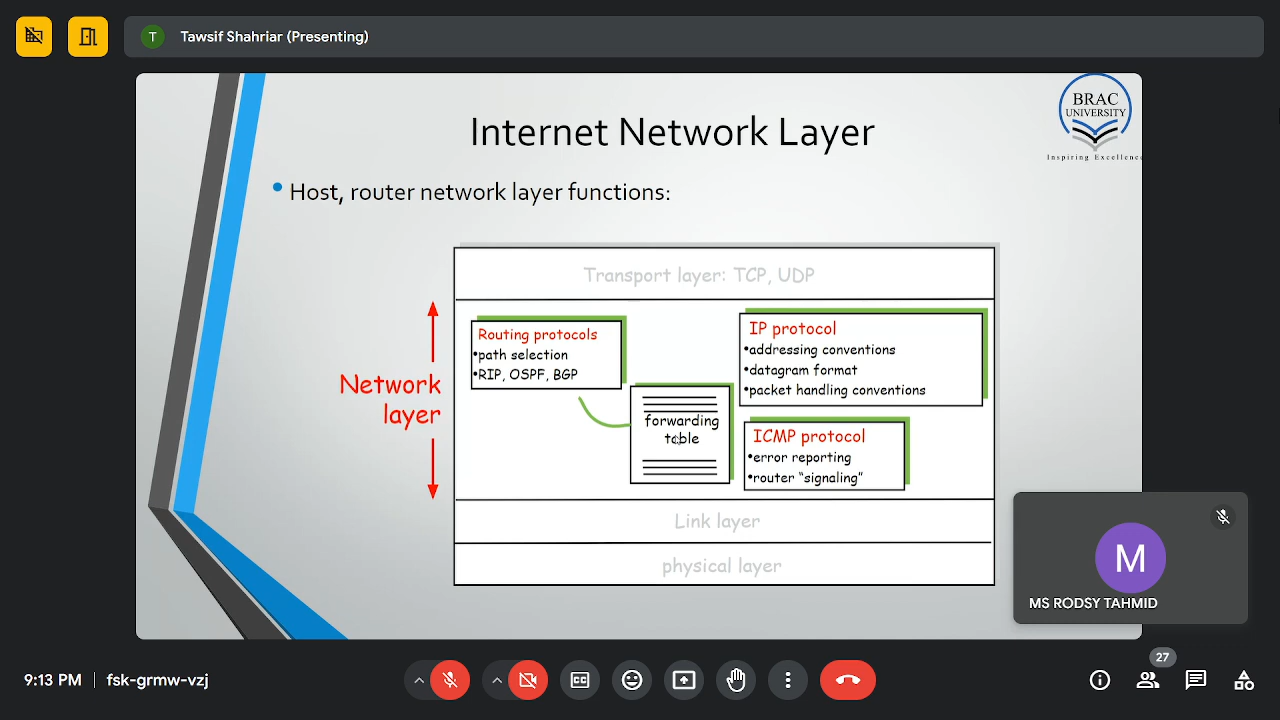 T Tawsif Shahriar (Presenting)
BRAC
UNIVERSITY
Inspiring Excellence
Internet Network Layer
• Host, router network layer functions:
Transport layer: TCP, UDP
Network
layer
Routing protocols
•path selection
•RIP, OSPF, BGP
forwarding
table
IP protocol
•addressing conventions
•datagram format
•packet handling conventions
ICMP protocol
•error reporting
•router “signaling”
Link layer
physical layer
M
MS RODSY TAHMID
9:13 PM | fsk-grmw-vzj
CC
27